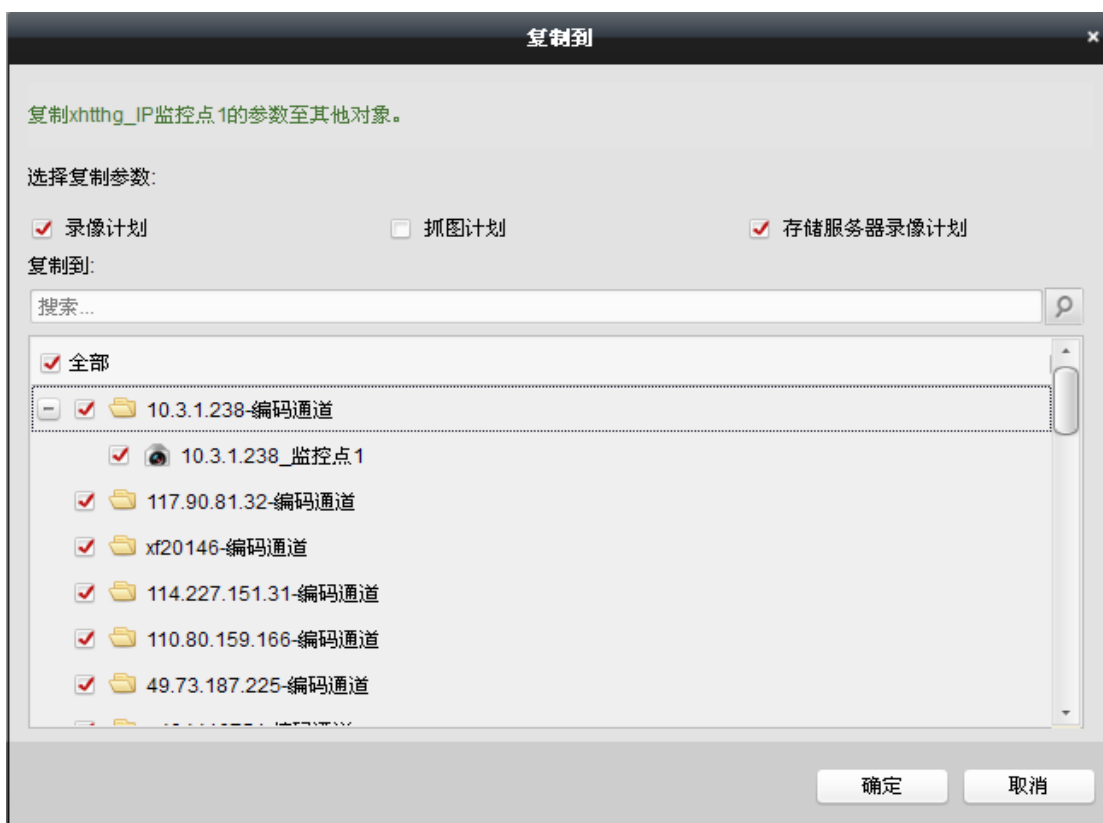 复制到
复制xhtthg_IP监控点1的参数至其他对象。
选择复制参数:
录像计划 抓图计划 存储服务器录像计划
复制到:
搜索...
全部
10.3.1.238-编码通道
10.3.1.238_监控点1
117.90.81.32-编码通道
xf20146-编码通道
114.227.151.31-编码通道
110.80.159.166-编码通道
49.73.187.225-编码通道
确定 取消